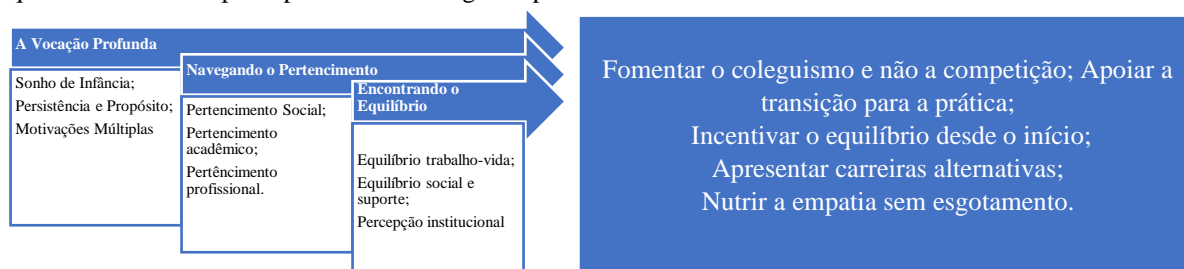 A Vocação Profunda
Sonho de Infância;
Persistência e Propósito;
Motivações Múltiplas
Navegando o Pertencimento
Pertencimento Social;
Pertencimento
acadêmico;
Pertêncimento
profissional.
Encontrando o
Equilíbrio
Equilíbrio trabalho-vida;
Equilíbrio social e
suporte;
Percepção institucional
Fomentar o coleguismo e não a competição; Apoiar a
transição para a prática;
Incentivar o equilíbrio desde o início;
Apresentar carreiras alternativas;
Nutrir a empatia sem esgotamento.